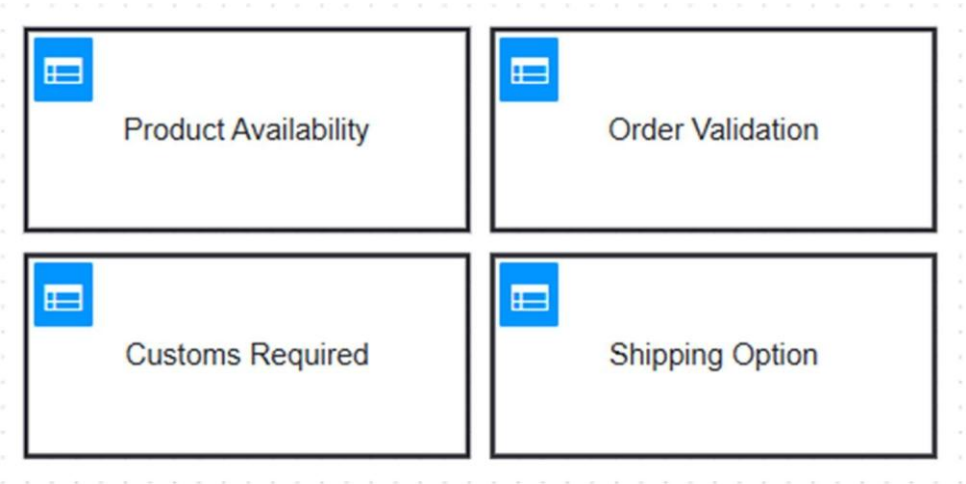 Product Availability
Order Validation
Customs Required
Shipping Option